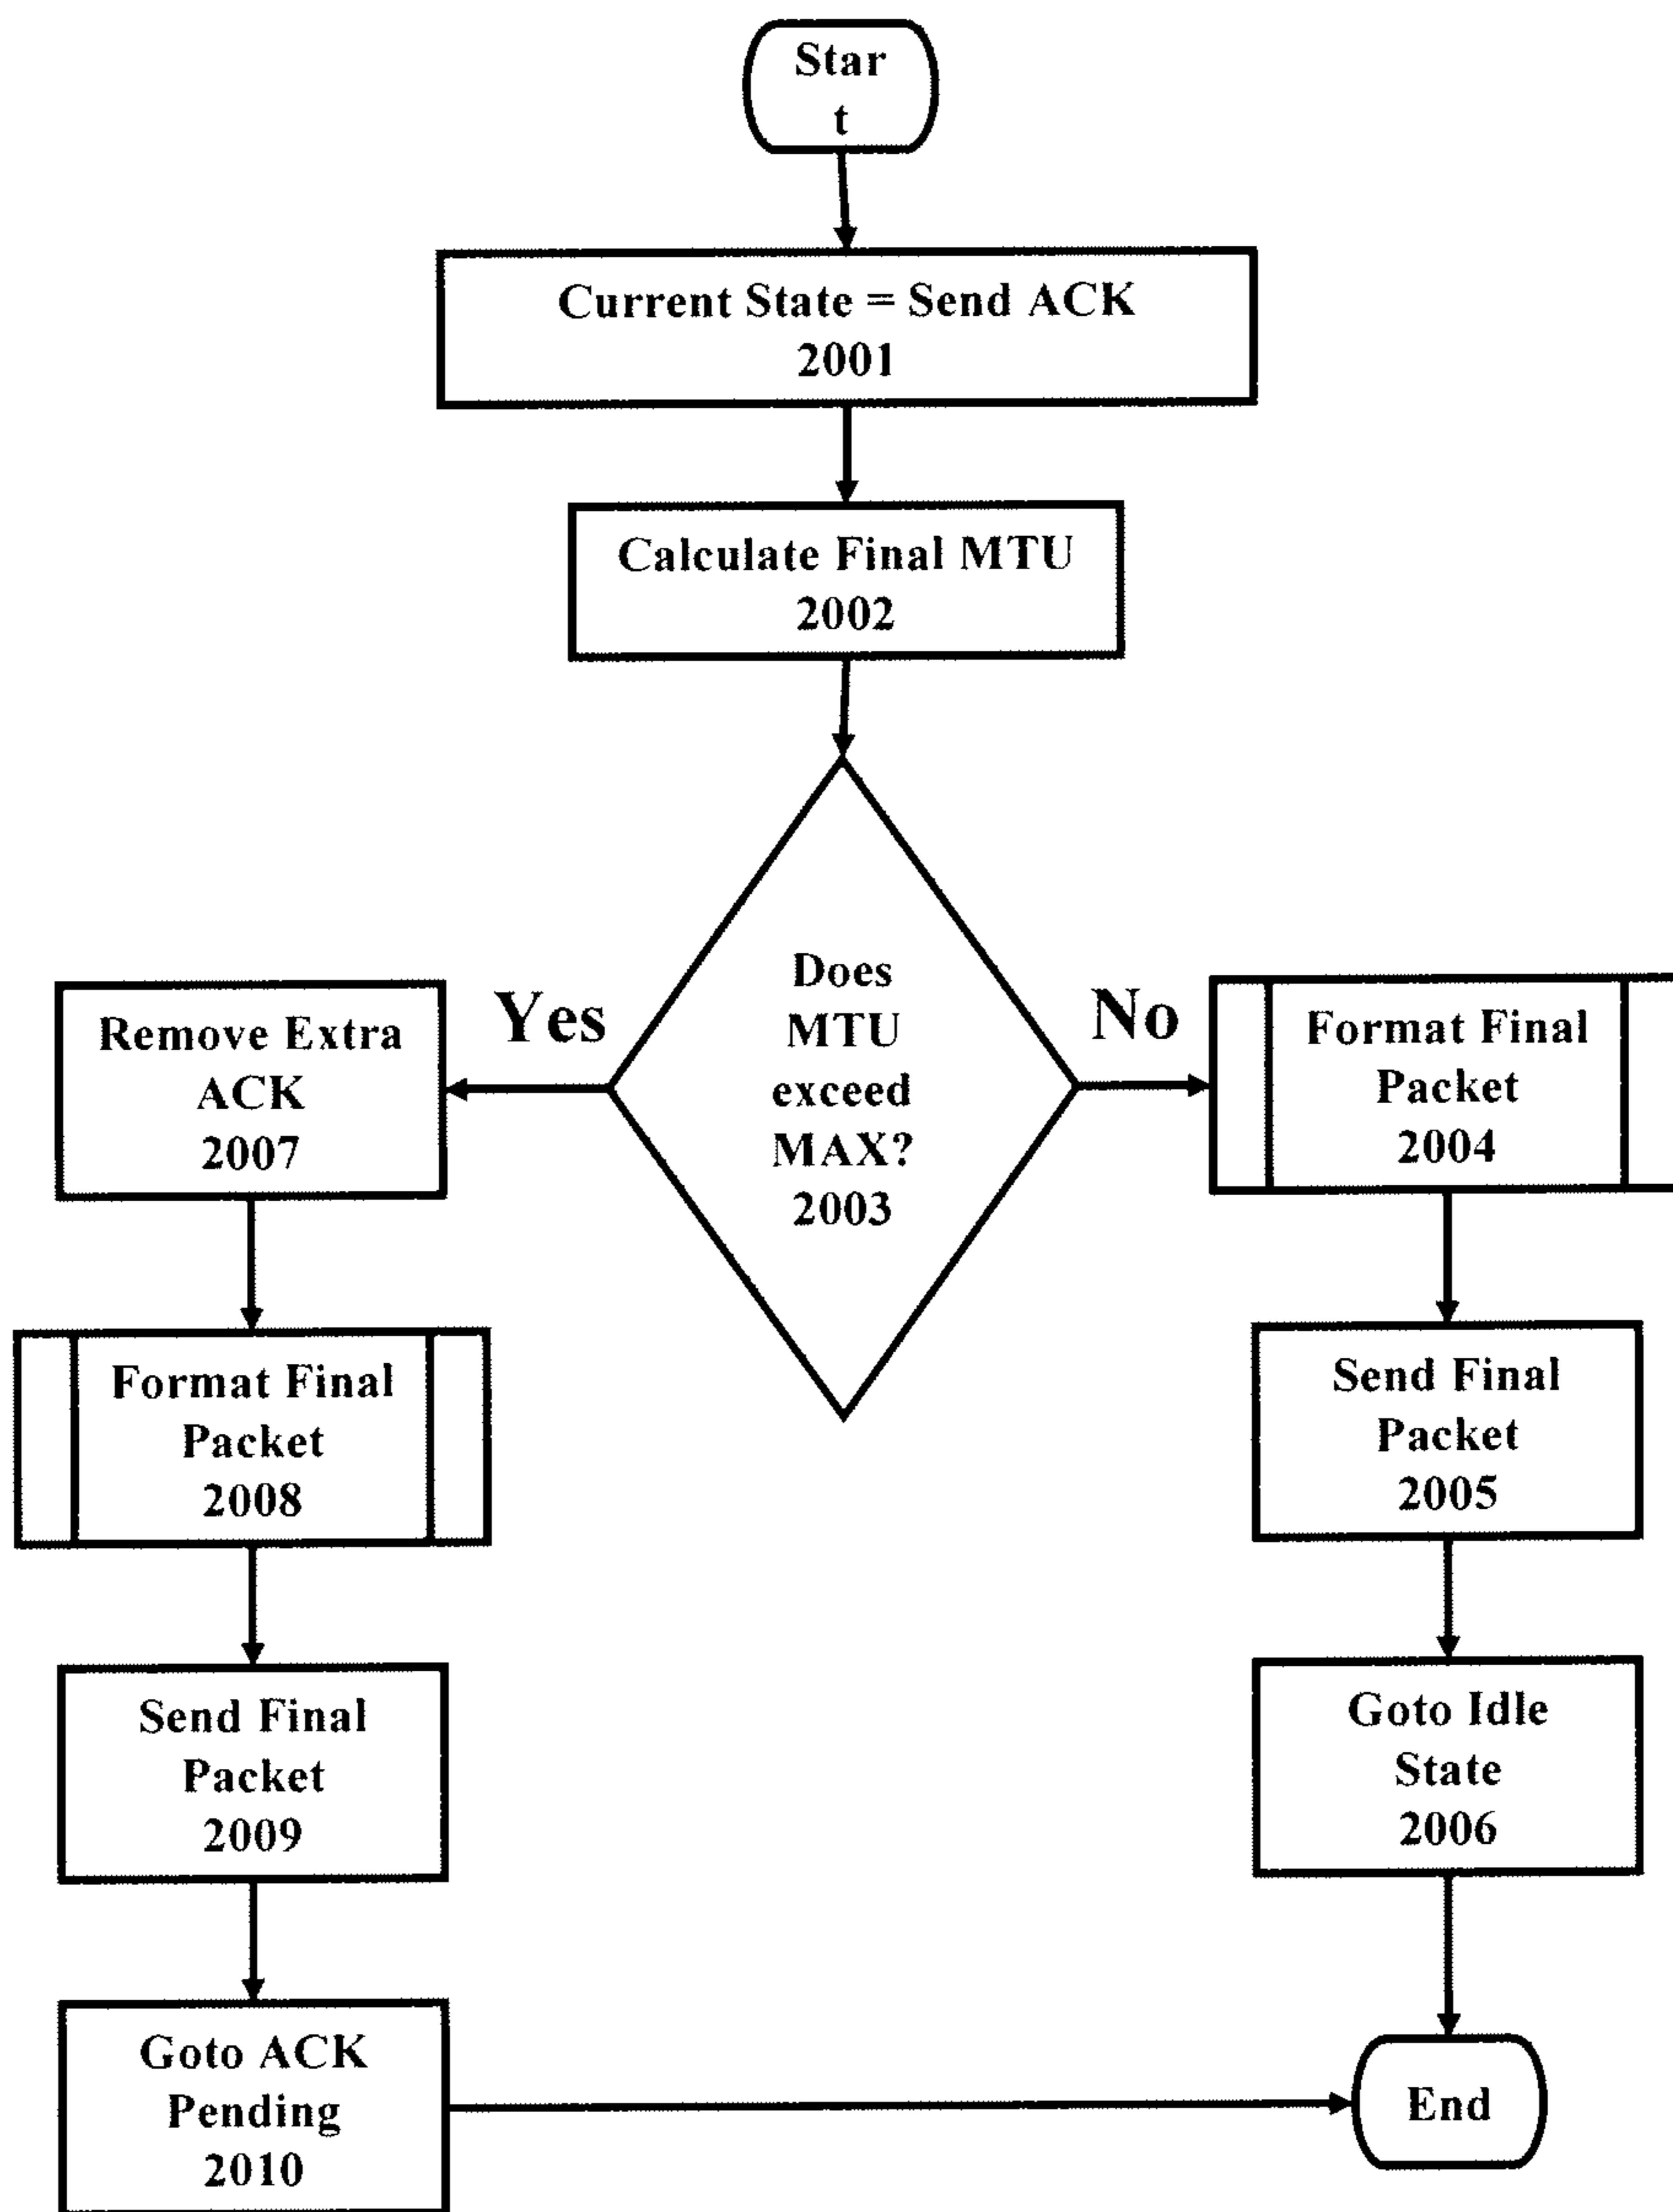 Star
t
Current State = Send ACK
2001
Calculate Final MTU
2002
Does
MTU
exceed
MAX?
2003
Yes
No
Remove Extra
ACK
2007
Format Final
Packet
2004
Format Final
Packet
2008
Send Final
Packet
2005
Send Final
Packet
2009
Goto Idle
State
2006
Goto ACK
Pending
2010
End